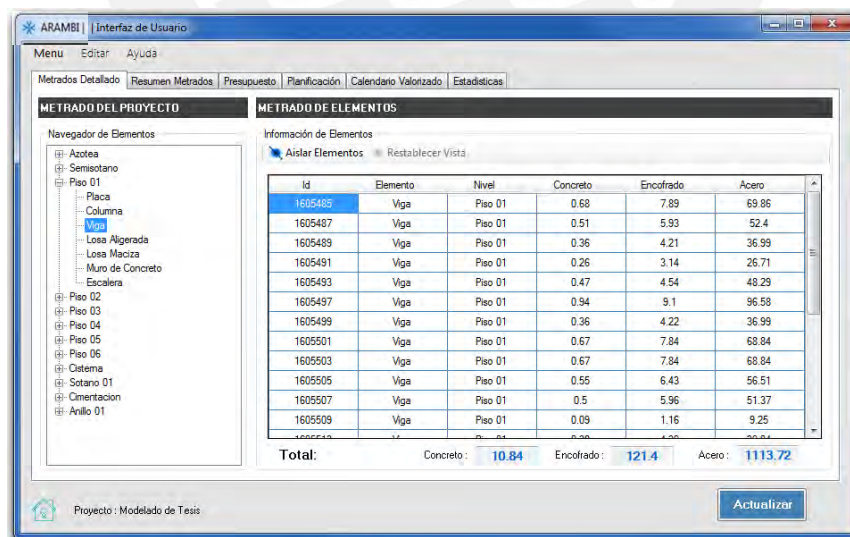 ARAMBI | | Interfaz de Usuario
Menu Editar Ayuda
Metrados Detallado Resumen Metrados Presupuesto Planificación Calendario Valorizado Estadisticas
METRADO DEL PROYECTO
METRADO DE ELEMENTOS
Navegador de Elementos
Azotea
Semisotano
Piso 01
Placa
Columna
Viga
Losa Aligerada
Losa Maciza
Muro de Concreto
Escalera
Piso 02
Piso 03
Piso 04
Piso 05
Piso 06
Cisterna
Sotano 01
Cimentacion
Anillo 01
Información de Elementos
Aislar Elementos Restablecer Vista
Id Elemento Nivel Concreto Encofrado Acero
1605485 Viga Piso 01 0.68 7.89 69.86
1605487 Viga Piso 01 0.51 5.93 52.4
1605489 Viga Piso 01 0.36 4.21 36.99
1605491 Viga Piso 01 0.26 3.14 26.71
1605493 Viga Piso 01 0.47 4.54 48.29
1605497 Viga Piso 01 0.94 9.1 96.58
1605499 Viga Piso 01 0.36 4.22 36.99
1605501 Viga Piso 01 0.67 7.84 68.84
1605503 Viga Piso 01 0.67 7.84 68.84
1605505 Viga Piso 01 0.55 6.43 56.51
1605507 Viga Piso 01 0.5 5.96 51.37
1605509 Viga Piso 01 0.09 1.16 9.25
Total: Concreto : 10.84 Encofrado : 121.4 Acero : 1113.72
Proyecto : Modelado de Tesis
Actualizar